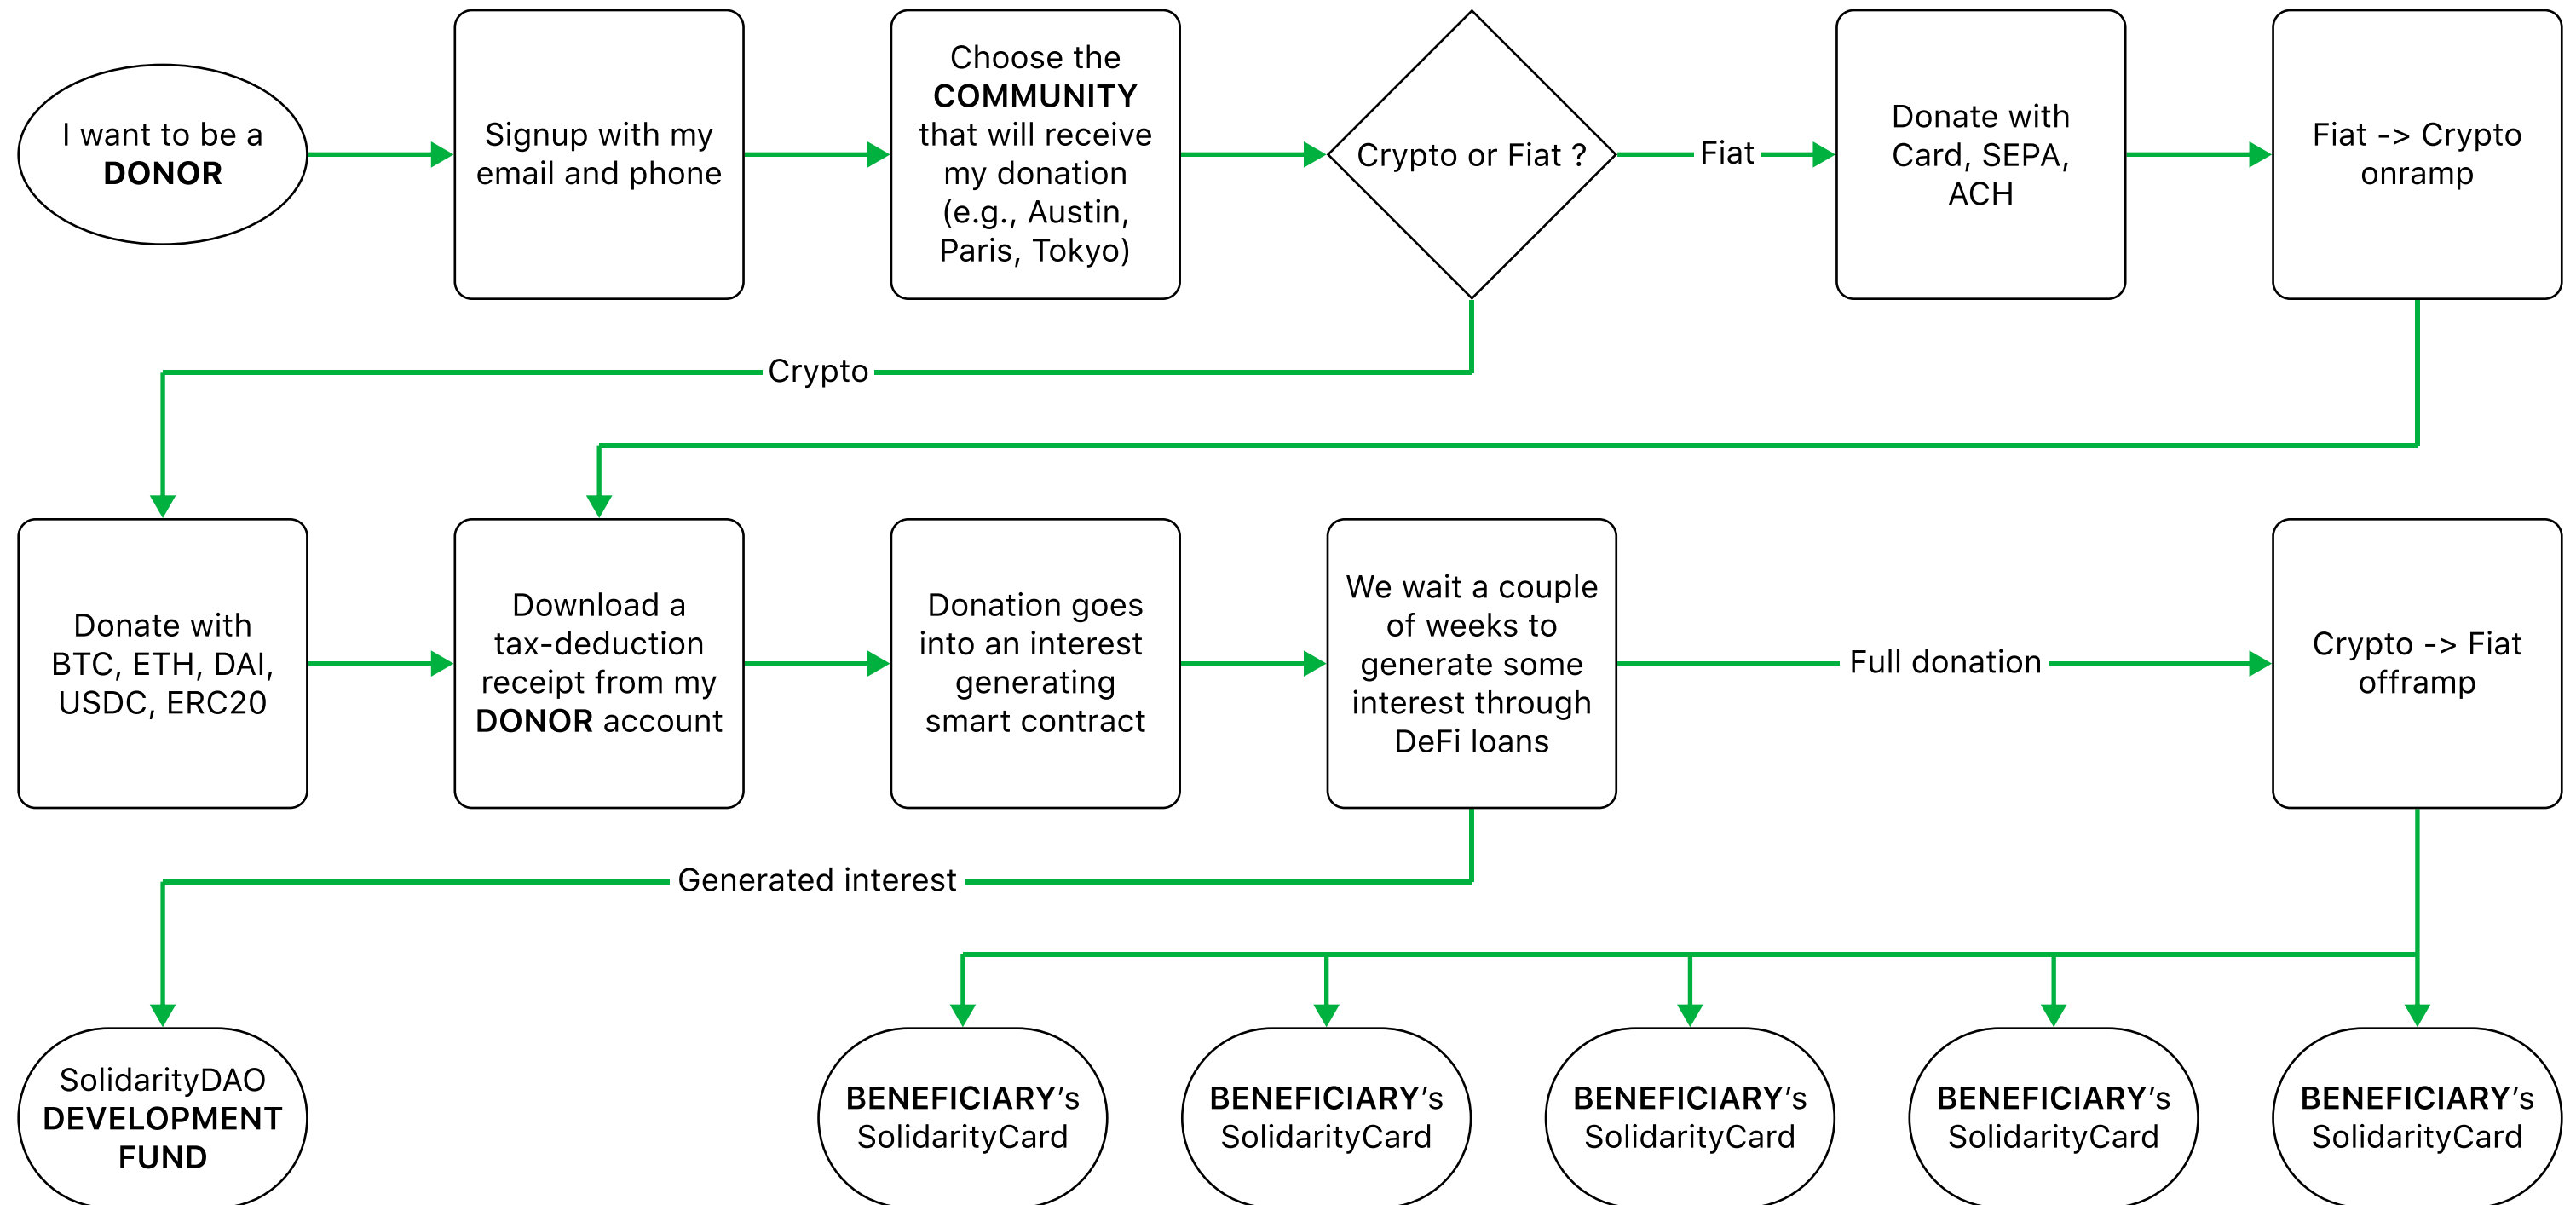 I want to be a
DONOR
Signup with my
email and phone
Choose the
COMMUNITY
that will receive
my donation
(e.g., Austin,
Paris, Tokyo)
Crypto or Fiat ?
Fiat
Donate with
Card, SEPA,
ACH
Fiat -> Crypto
onramp
Crypto
Donate with
BTC, ETH, DAI,
USDC, ERC20
Download a
tax-deduction
receipt from my
DONOR account
Donation goes
into an interest
generating
smart contract
We wait a couple
of weeks to
generate some
interest through
DeFi loans
Full donation
Crypto -> Fiat
offramp
Generated interest
SolidarityDAO
DEVELOPMENT
FUND
BENEFICIARY’s
SolidarityCard
BENEFICIARY’s
SolidarityCard
BENEFICIARY’s
SolidarityCard
BENEFICIARY’s
SolidarityCard
BENEFICIARY’s
SolidarityCard